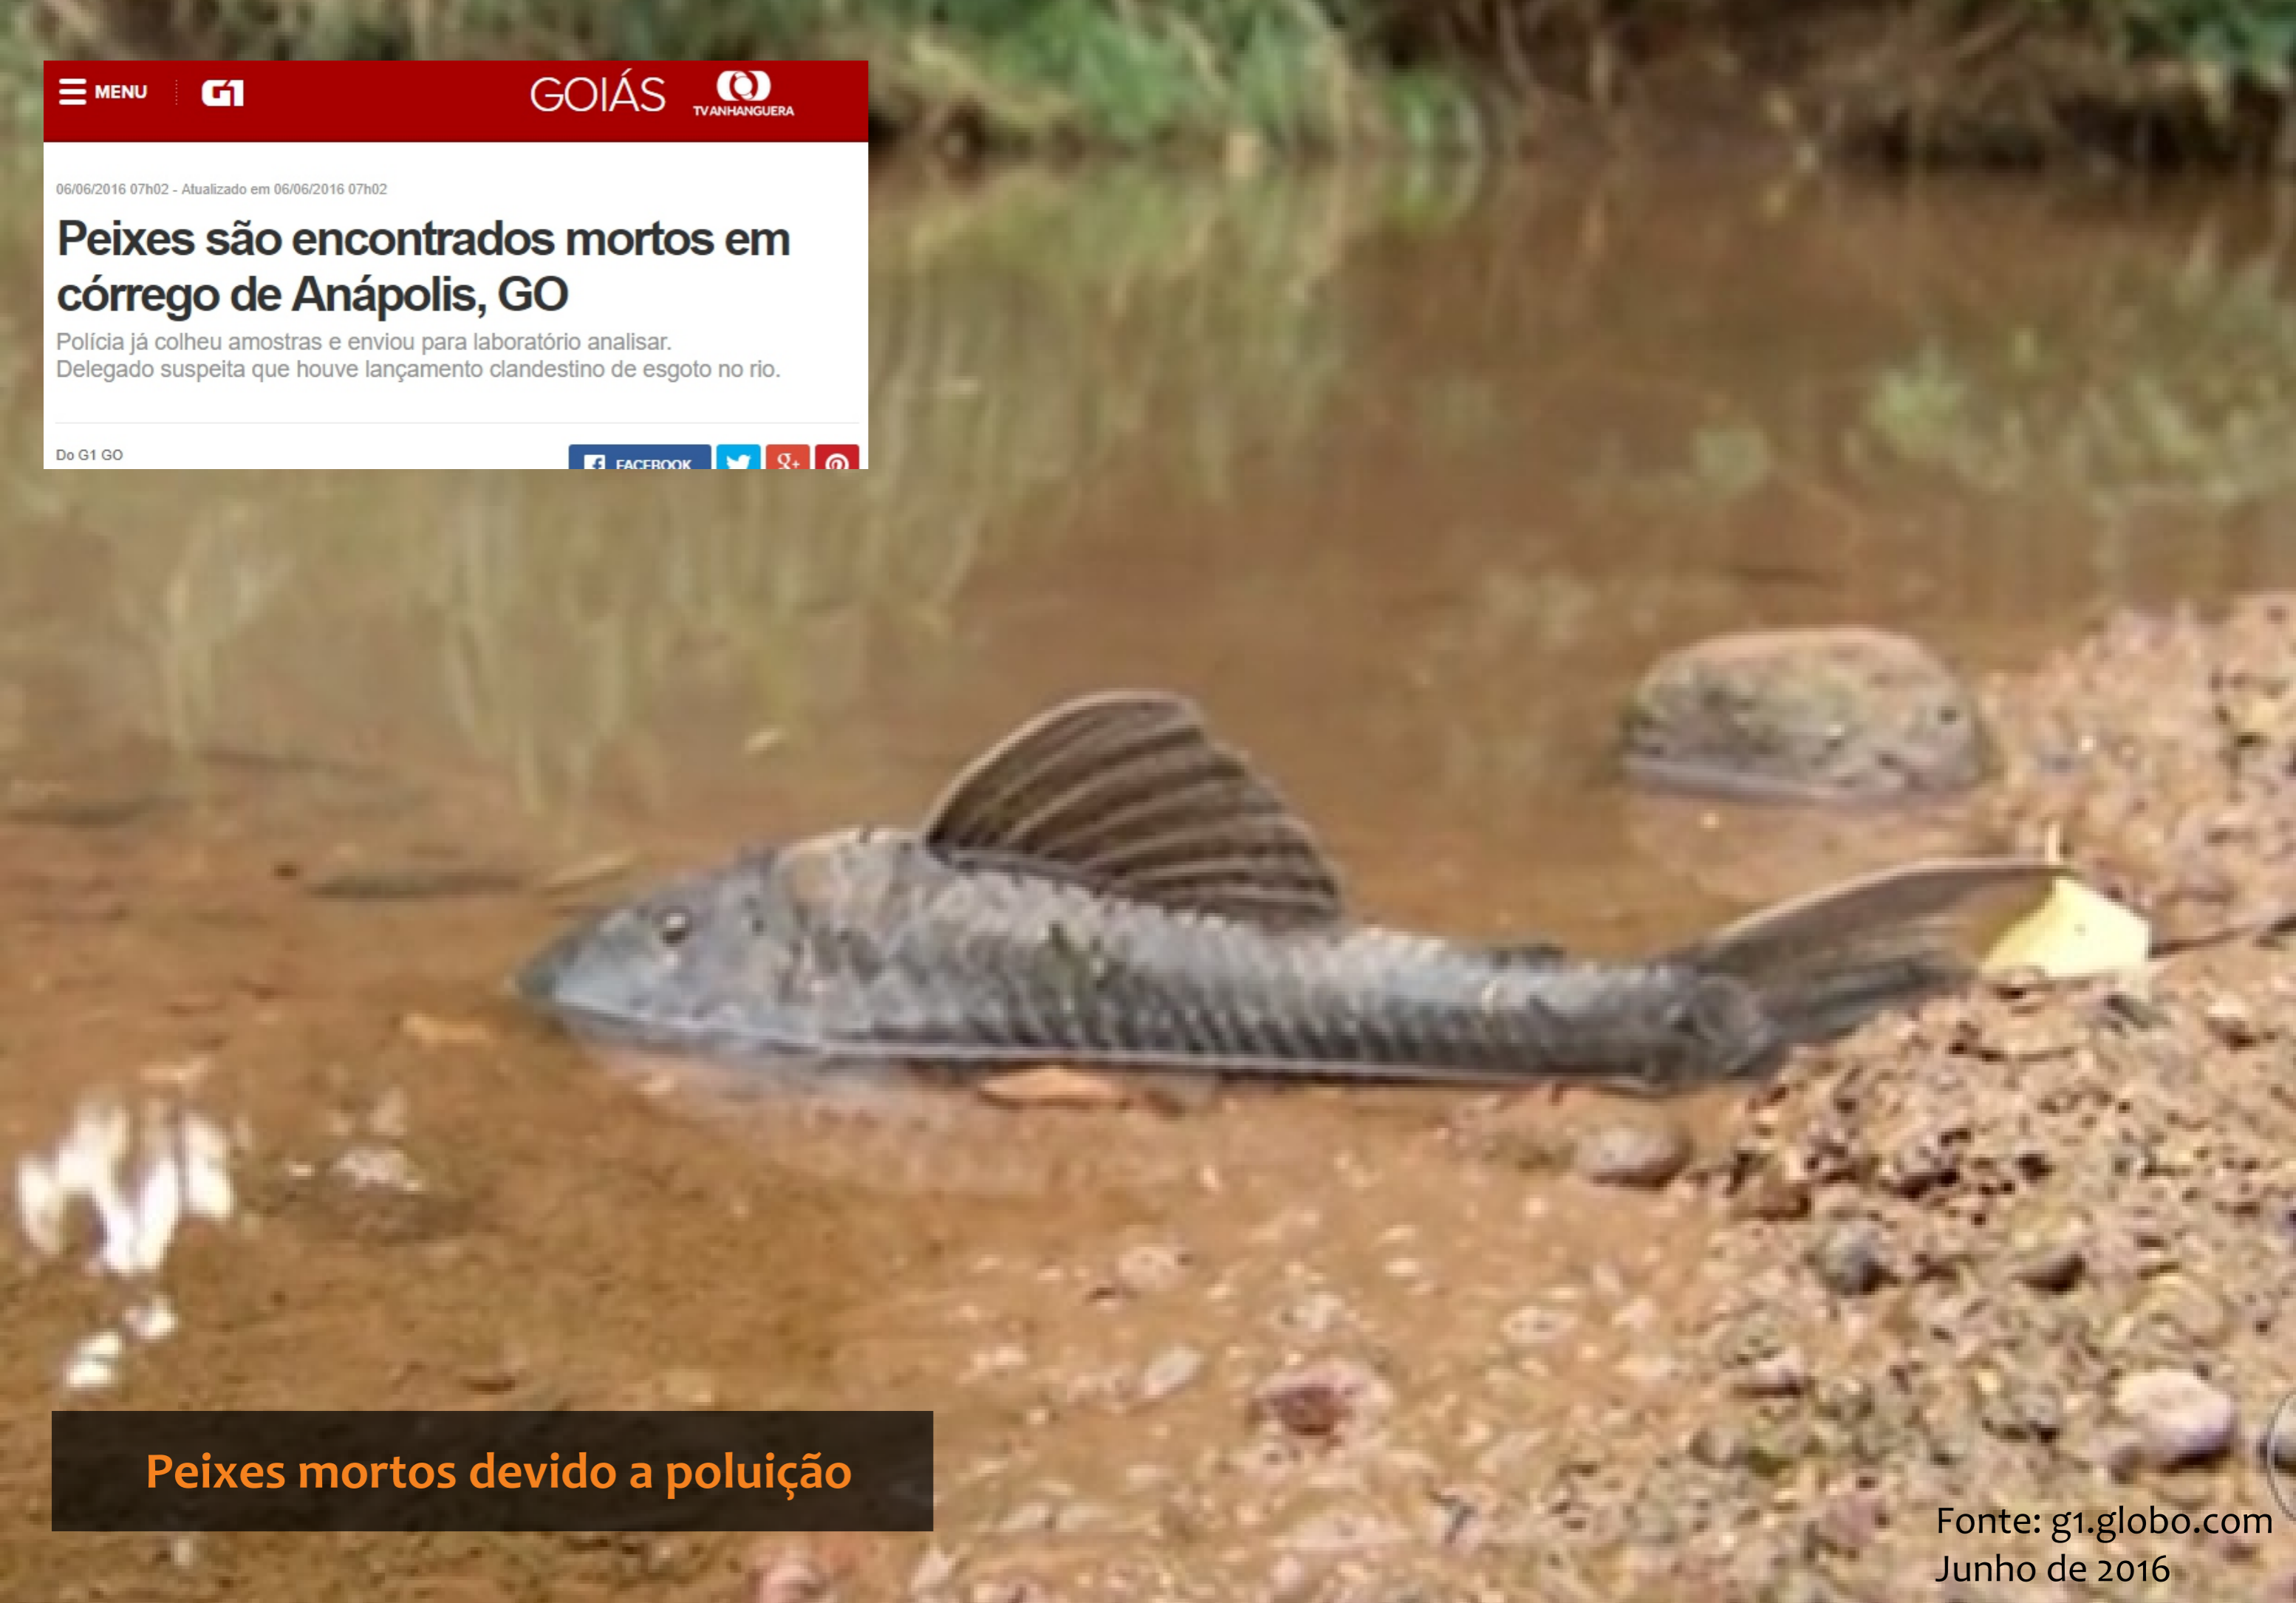 MENU G1 GOIÁS TV ANHANGUERA
06/06/2016 07h02 - Atualizado em 06/06/2016 07h02
Peixes são encontrados mortos em
córrego de Anápolis, GO
Polícia já colheu amostras e enviou para laboratório analisar.
Delegado suspeita que houve lançamento clandestino de esgoto no rio.
Do G1 GO FACEBOOK g+
Peixes mortos devido a poluição
Fonte: g1.globo.com
Junho de 2016